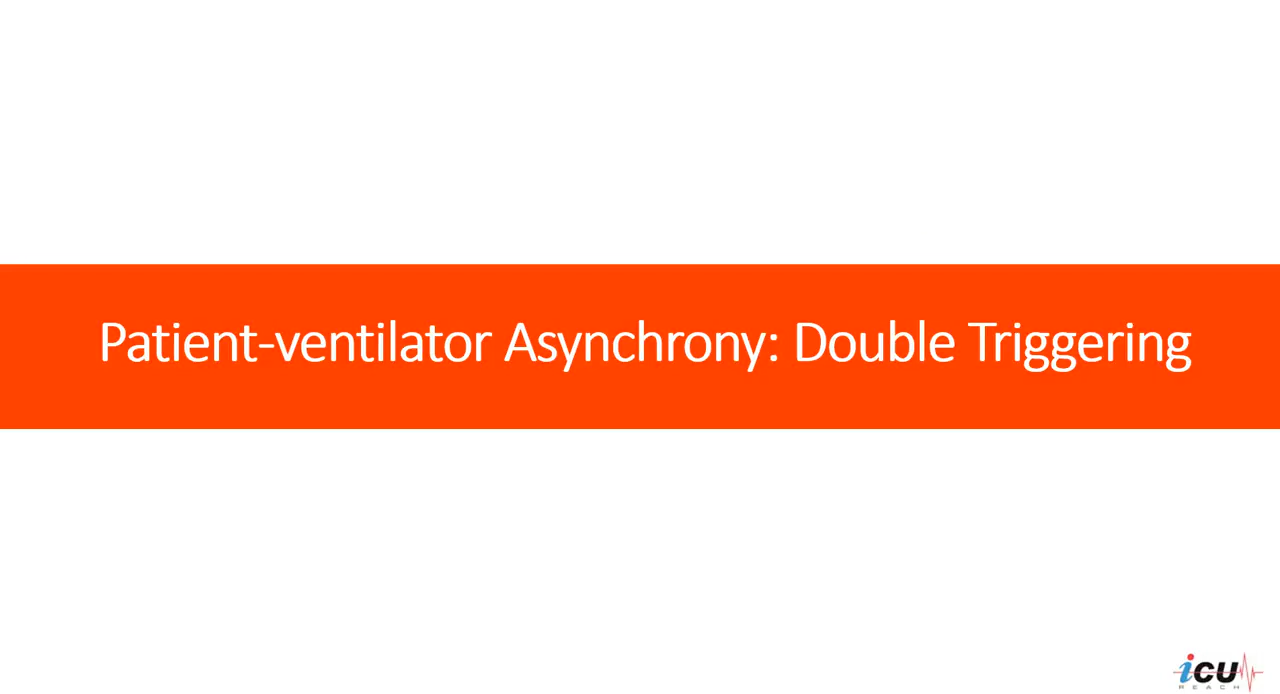 Patient-ventilator Asynchrony: Double Triggering
iCU
REACH